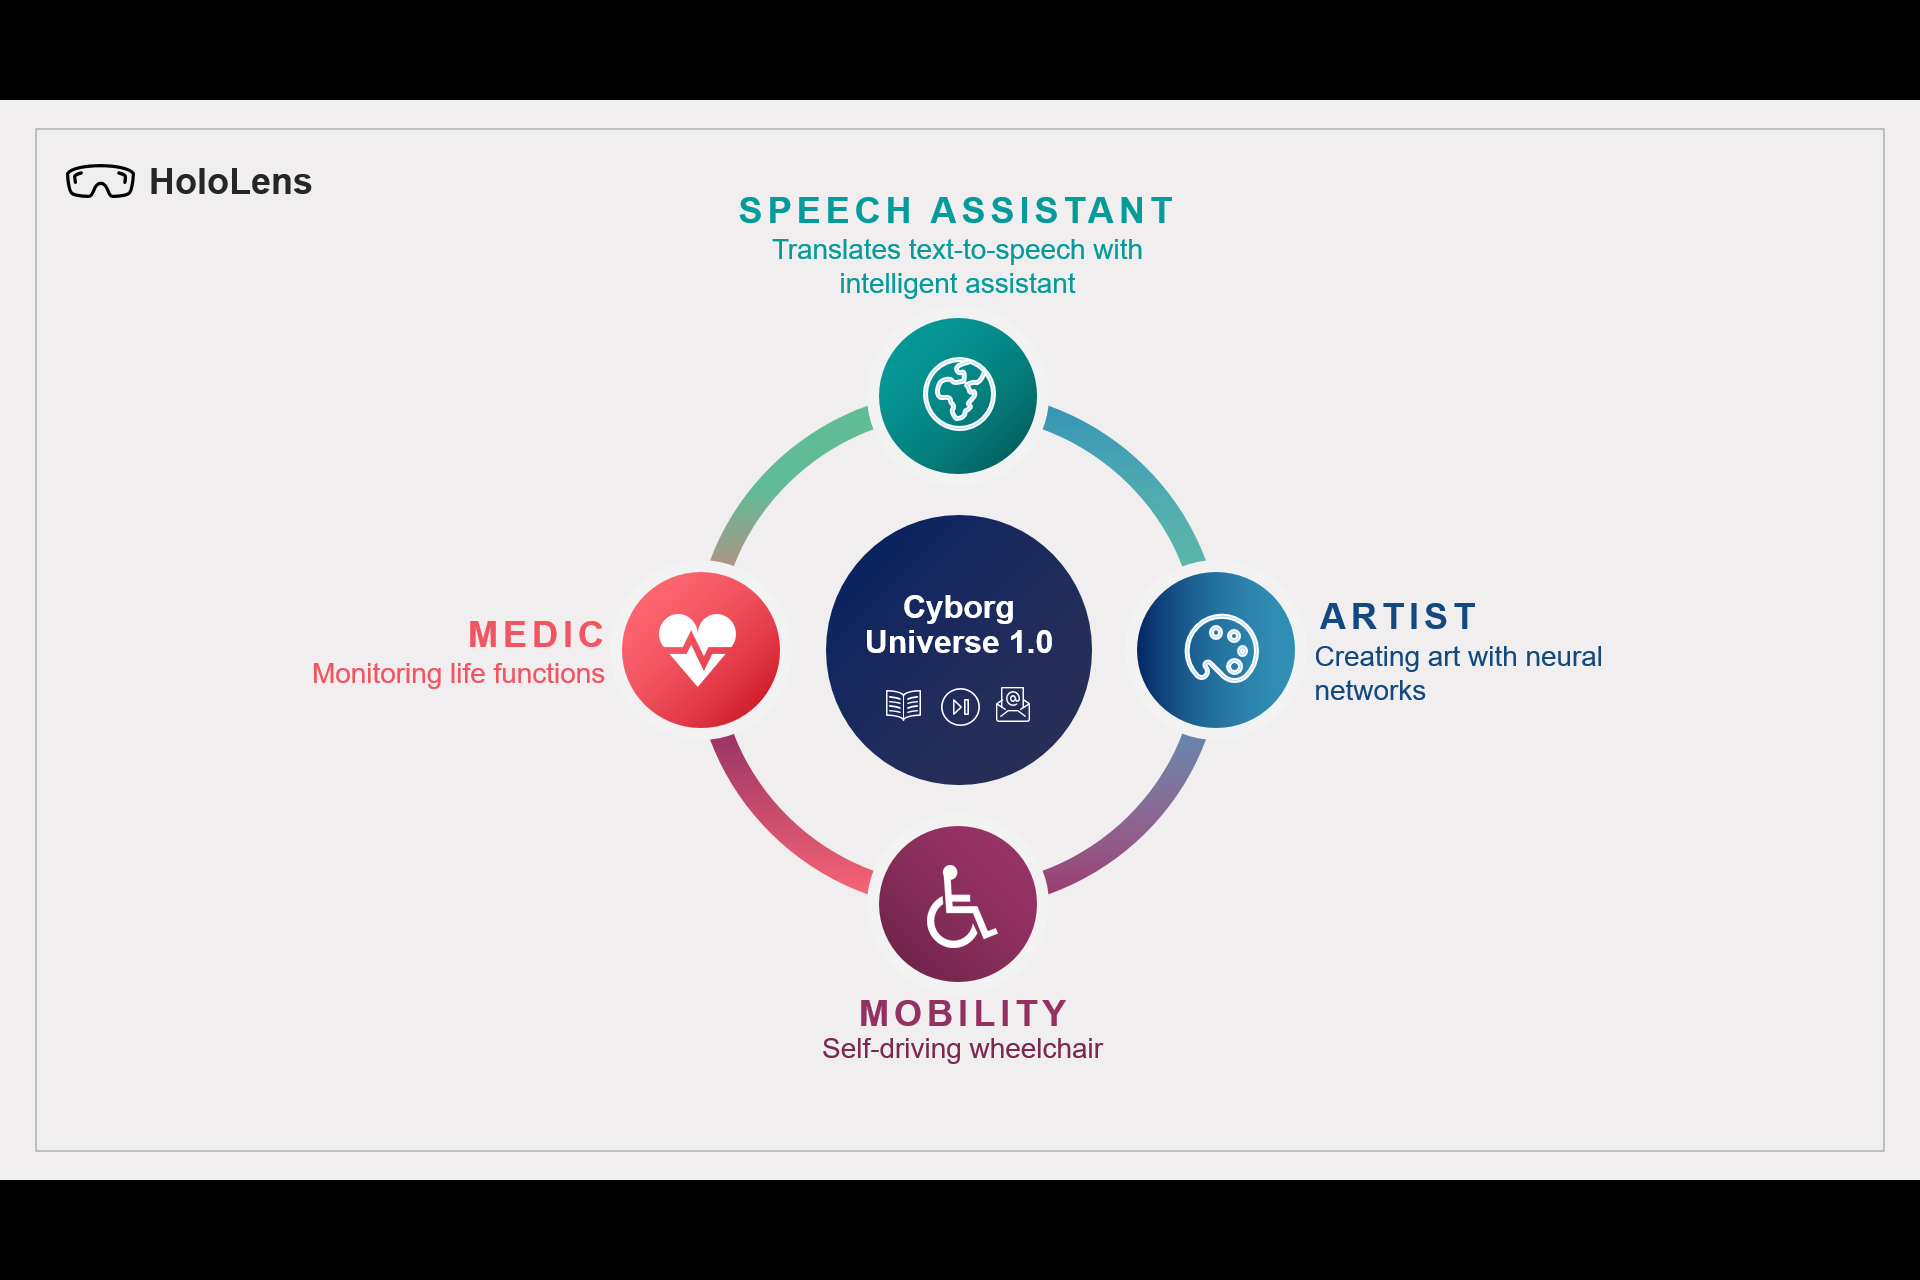 HoloLens
SPEECH ASSISTANT
Translates text-to-speech with
intelligent assistant
Cyborg
Universe 1.0
MEDIC
Monitoring life functions
ARTIST
Creating art with neural
networks
MOBILITY
Self-driving wheelchair